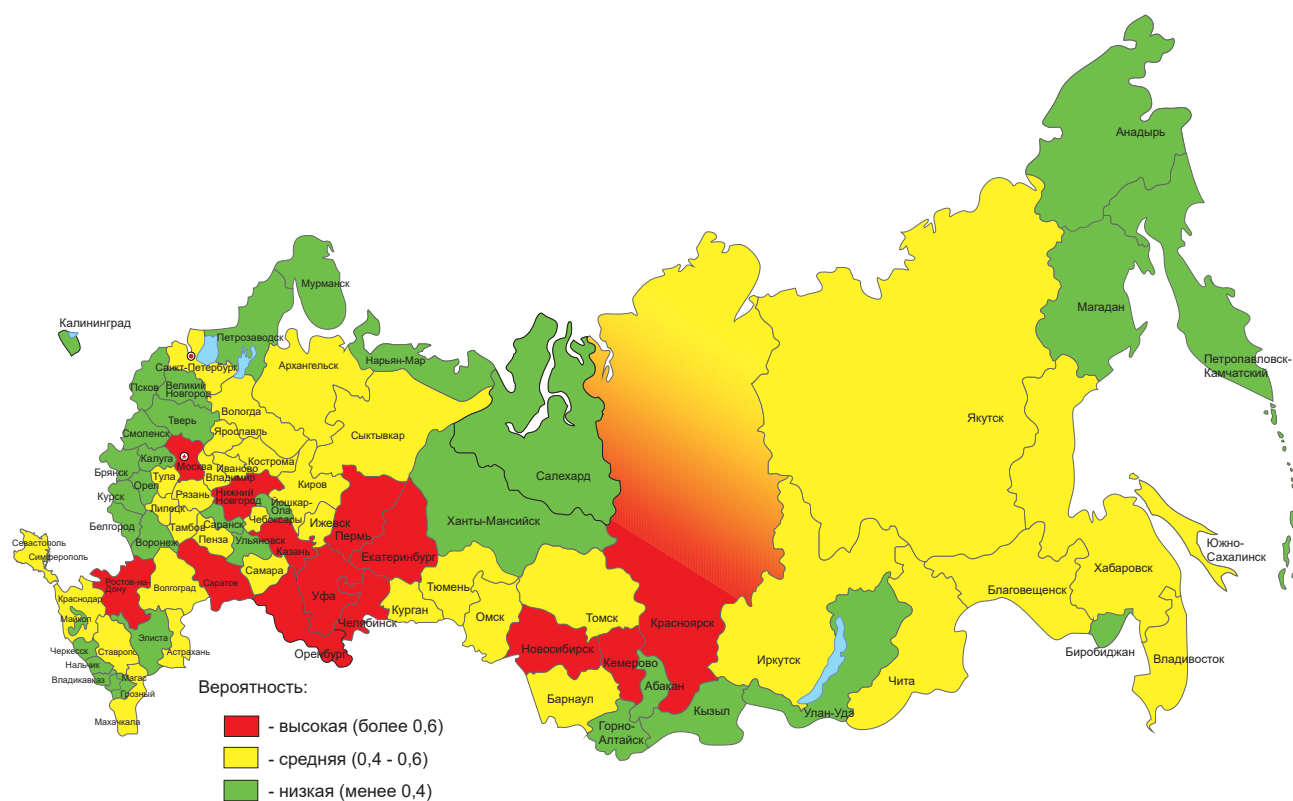 Анадырь
Мурманск
Магадан
Калининград
Петрозаводск
Нарьян-Мар
Петропавловск-
Камчатский
Санкт-Петербург
Архангельск
Псков
Великий
Новгород
Вологда
Якутск
Тверь
Смоленск
Ярославль
Сыктывкар
Калуга
Москва
Кострома
Иваново
Владимир
Брянск
Тула
Салехард
Киров
Орел
Рязань
Нижний
Новгород
Курск
Йошкар-
Ола
Липецк
Чебоксары
Ханты-Мансийск
Белгород
Тамбов
Саранск
Ижевск
Пермь
Воронеж
Пенза
Ульяновск
Казань
Екатеринбург
Севастополь
Симферополь
Южно-
Сахалинск
Хабаровск
Самара
Ростов-на-
Дону
Волгоград
Саратов
Уфа
Тюмень
Благовещенск
Краснодар
Курган
Омск
Томск
Красноярск
Майкоп
Челябинск
Элиста
Новосибирск
Черкесск
Ставрополь
Астрахань
Оренбург
Кемерово
Иркутск
Биробиджан
Владивосток
Нальчик
Магас
Владикавказ
Грозный
Абакан
Чита
Барнаул
Кызыл
Улан-Удэ
Махачкала
Горно-
Алтайск
Вероятность:
- высокая (более 0,6)
- средняя (0,4 - 0,6)
- низкая (менее 0,4)